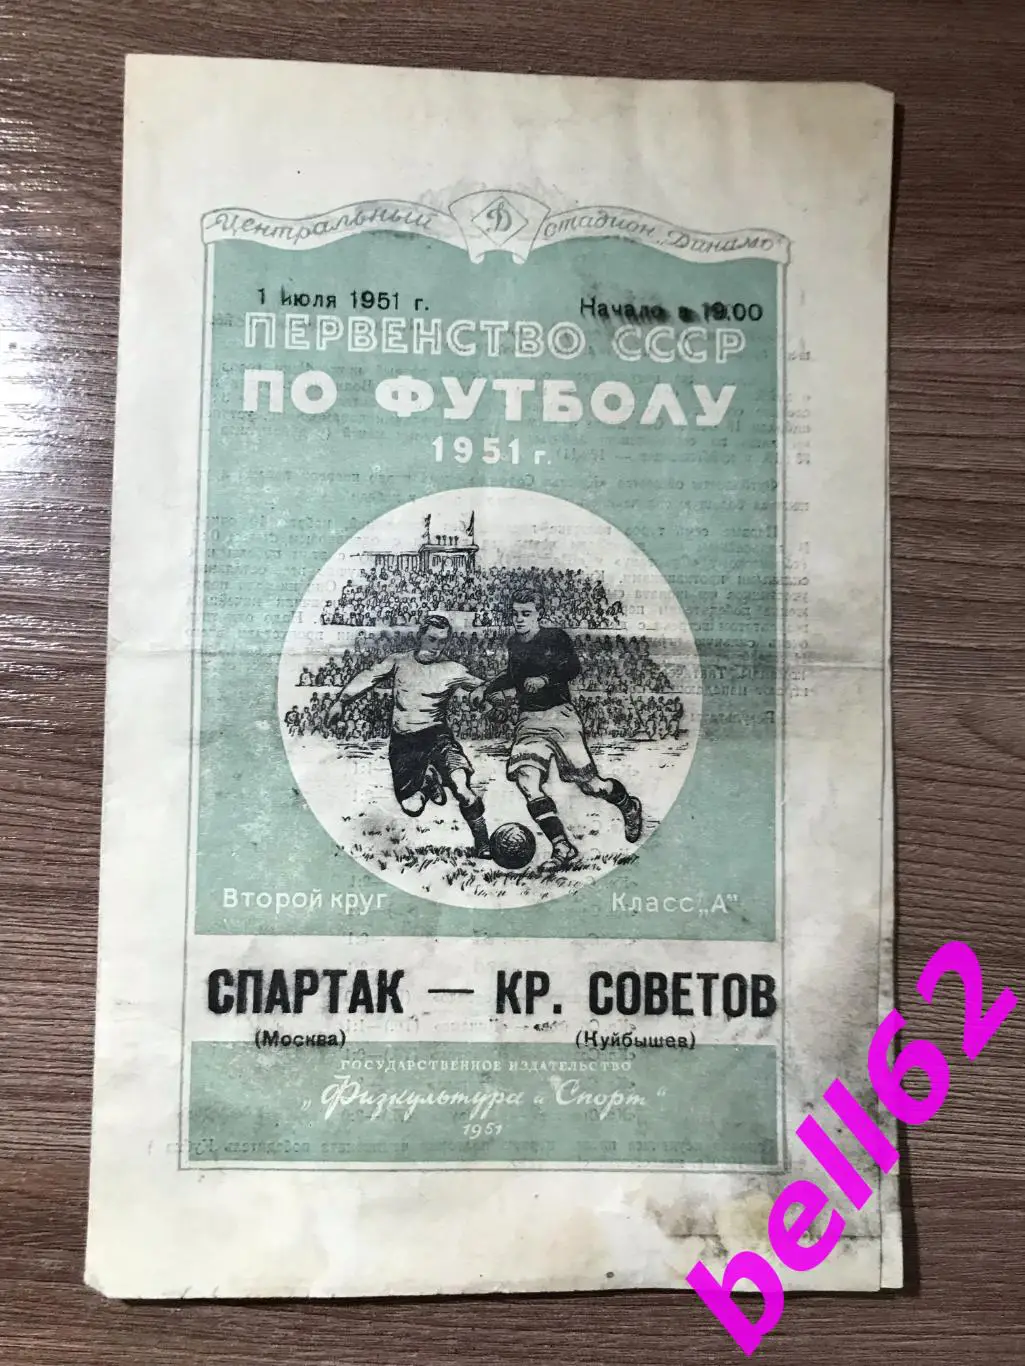 Центральный Д стадион „Динамо"
1 июля 1951 г. Начало в 19.00
ПЕРВЕНСТВО СССР
ПО ФУТБОЛУ
1951 г.
Второй круг Класс „А"
СПАРТАК — КР. СОВЕТОВ
(Москва) (Куйбышев)
ГОСУДАРСТВЕННОЕ ИЗДАТЕЛЬСТВО
„Физкультура и Спорт"
1951
bell62